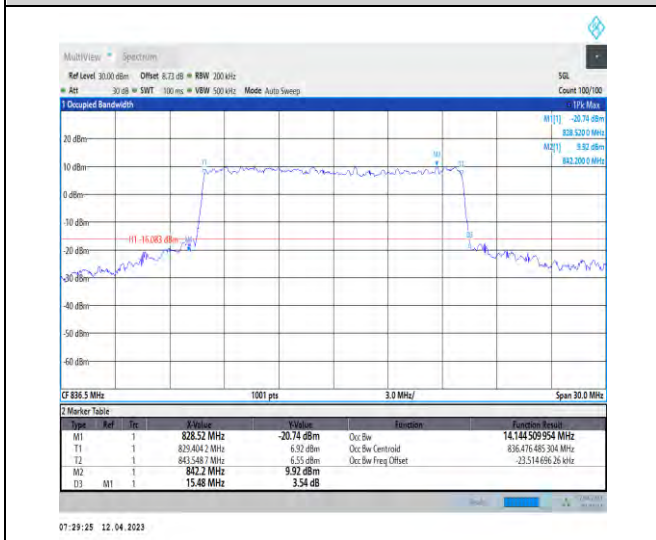 MultiView Spectrum
Ref Level 30.00 dBm Offset 8.73 dB RBW 200 kHz SGL
Att 30 dB SWT 100 ms VBW 500 kHz Mode Auto Sweep Count 100/100
1 Occupied Bandwidth 1Pk Max
M1[1] -20.74 dBm
828.5200 MHz
20 dBm
M2[1] 9.92 dBm
842.2000 MHz
10 dBm
0 dBm
-10 dBm
H1 -16.083 dBm
-20 dBm
-30 dBm
-40 dBm
-50 dBm
-60 dBm
CF 836.5 MHz 1001 pts 3.0 MHz/ Span 30.0 MHz
2 Marker Table
Type Ref Trc X-Value Y-Value Function Function Result
M1 1 828.52 MHz -20.74 dBm Occ Bw 14.144 509 954 MHz
T1 1 829.404 2 MHz 6.92 dBm Occ Bw Centroid 836.476 485 304 MHz
T2 1 843.548 7 MHz 6.55 dBm Occ Bw Freq Offset -23.514 696 26 kHz
M2 1 842.2 MHz 9.92 dBm
D3 M1 1 15.48 MHz 3.54 dB
07:29:25 12.04.2023